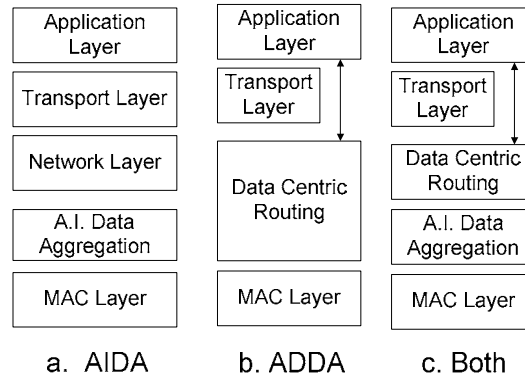 Application
Layer
Transport Layer
Network Layer
A.I. Data
Aggregation
MAC Layer
a. AIDA
Application
Layer
Transport
Layer
Data Centric
Routing
MAC Layer
b. ADDA
Application
Layer
Transport
Layer
Data Centric
Routing
A.I. Data
Aggregation
MAC Layer
c. Both